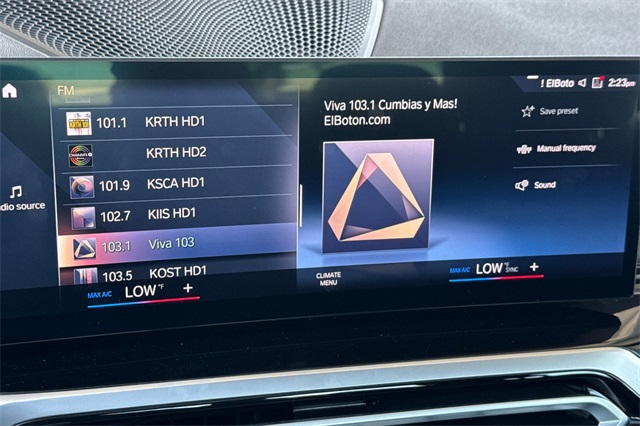 FM
! ElBoto
2:23pm
101.1 KRTH HD1
KRTH HD2
101.9 KSCA HD1
102.7 KIIS HD1
103.1 Viva 103
103.5 KOST HD1
dio source
Viva 103.1 Cumbias y Mas!
ElBoton.com
Save preset
Manual frequency
Sound
MAX A/C LOW °F +
CLIMATE
MENU
MAX A/C LOW °F SYNC +